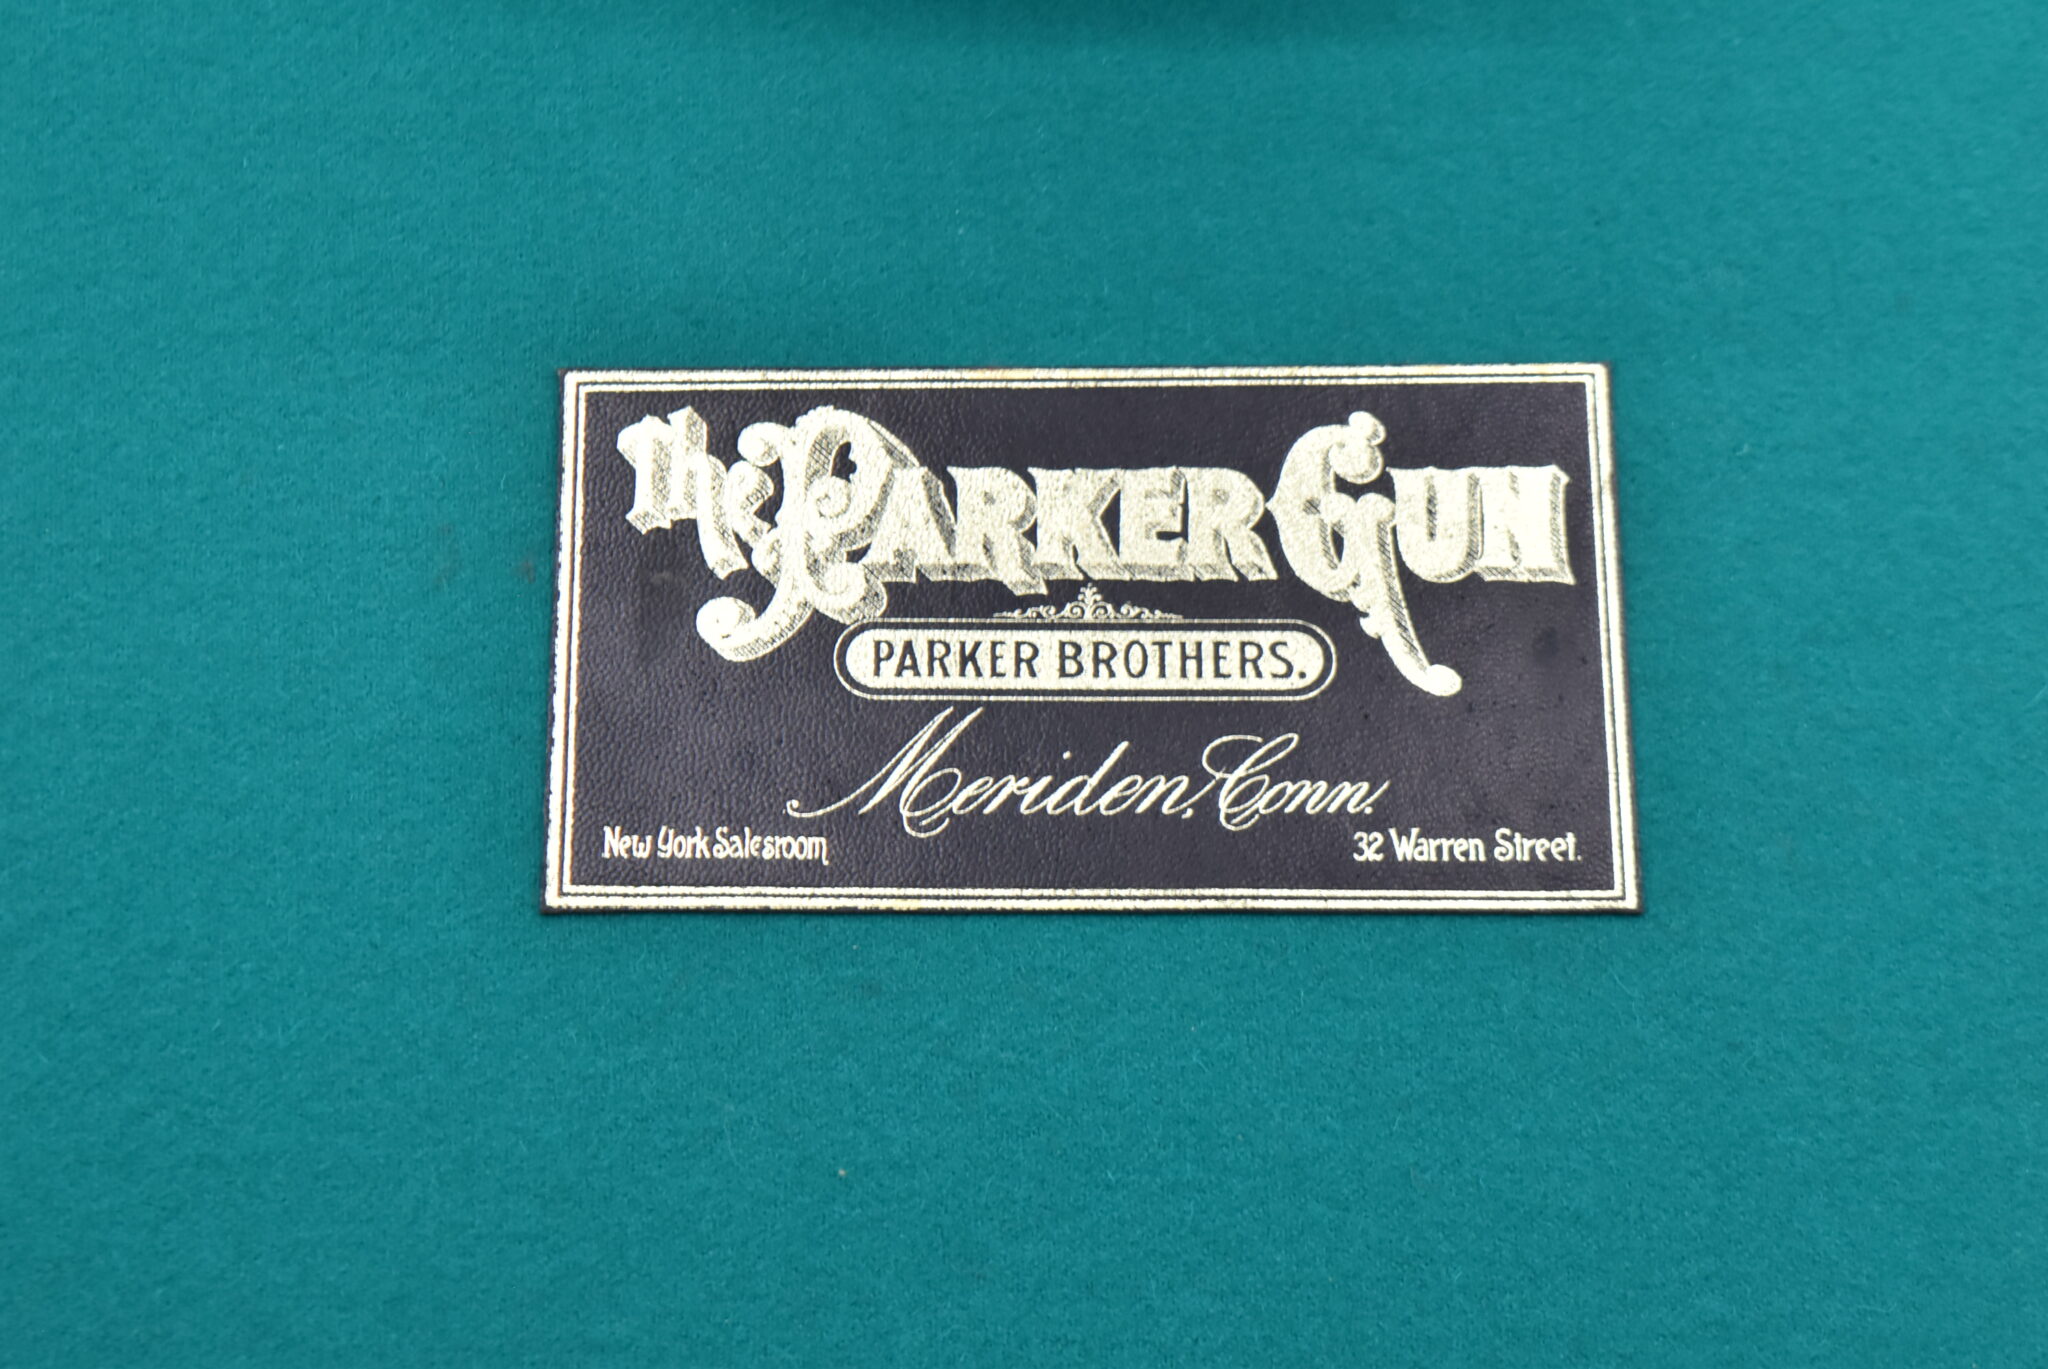 The PARKER GUN
PARKER BROTHERS.
Meriden, Conn.
New York Salesroom 32 Warren Street.